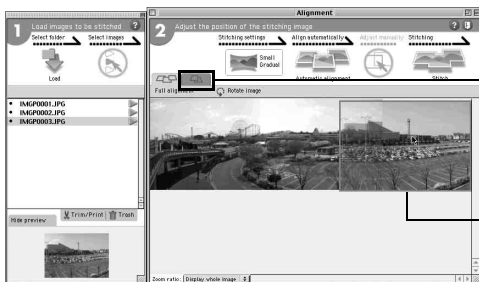 Alignment
1 Load images to be stitched ?
Select folder Select images
Load
IMGP0001.JPG
IMGP0002.JPG
IMGP0003.JPG
Hide preview Trim/Print Trash
2 Adjust the position of the stitching image ?
Stitching settings Align automatically Adjust manually Stitching
Small
Gradual
Automatic alignment Stitch
Full alignment Rotate image
Zoom ratio: Display whole image